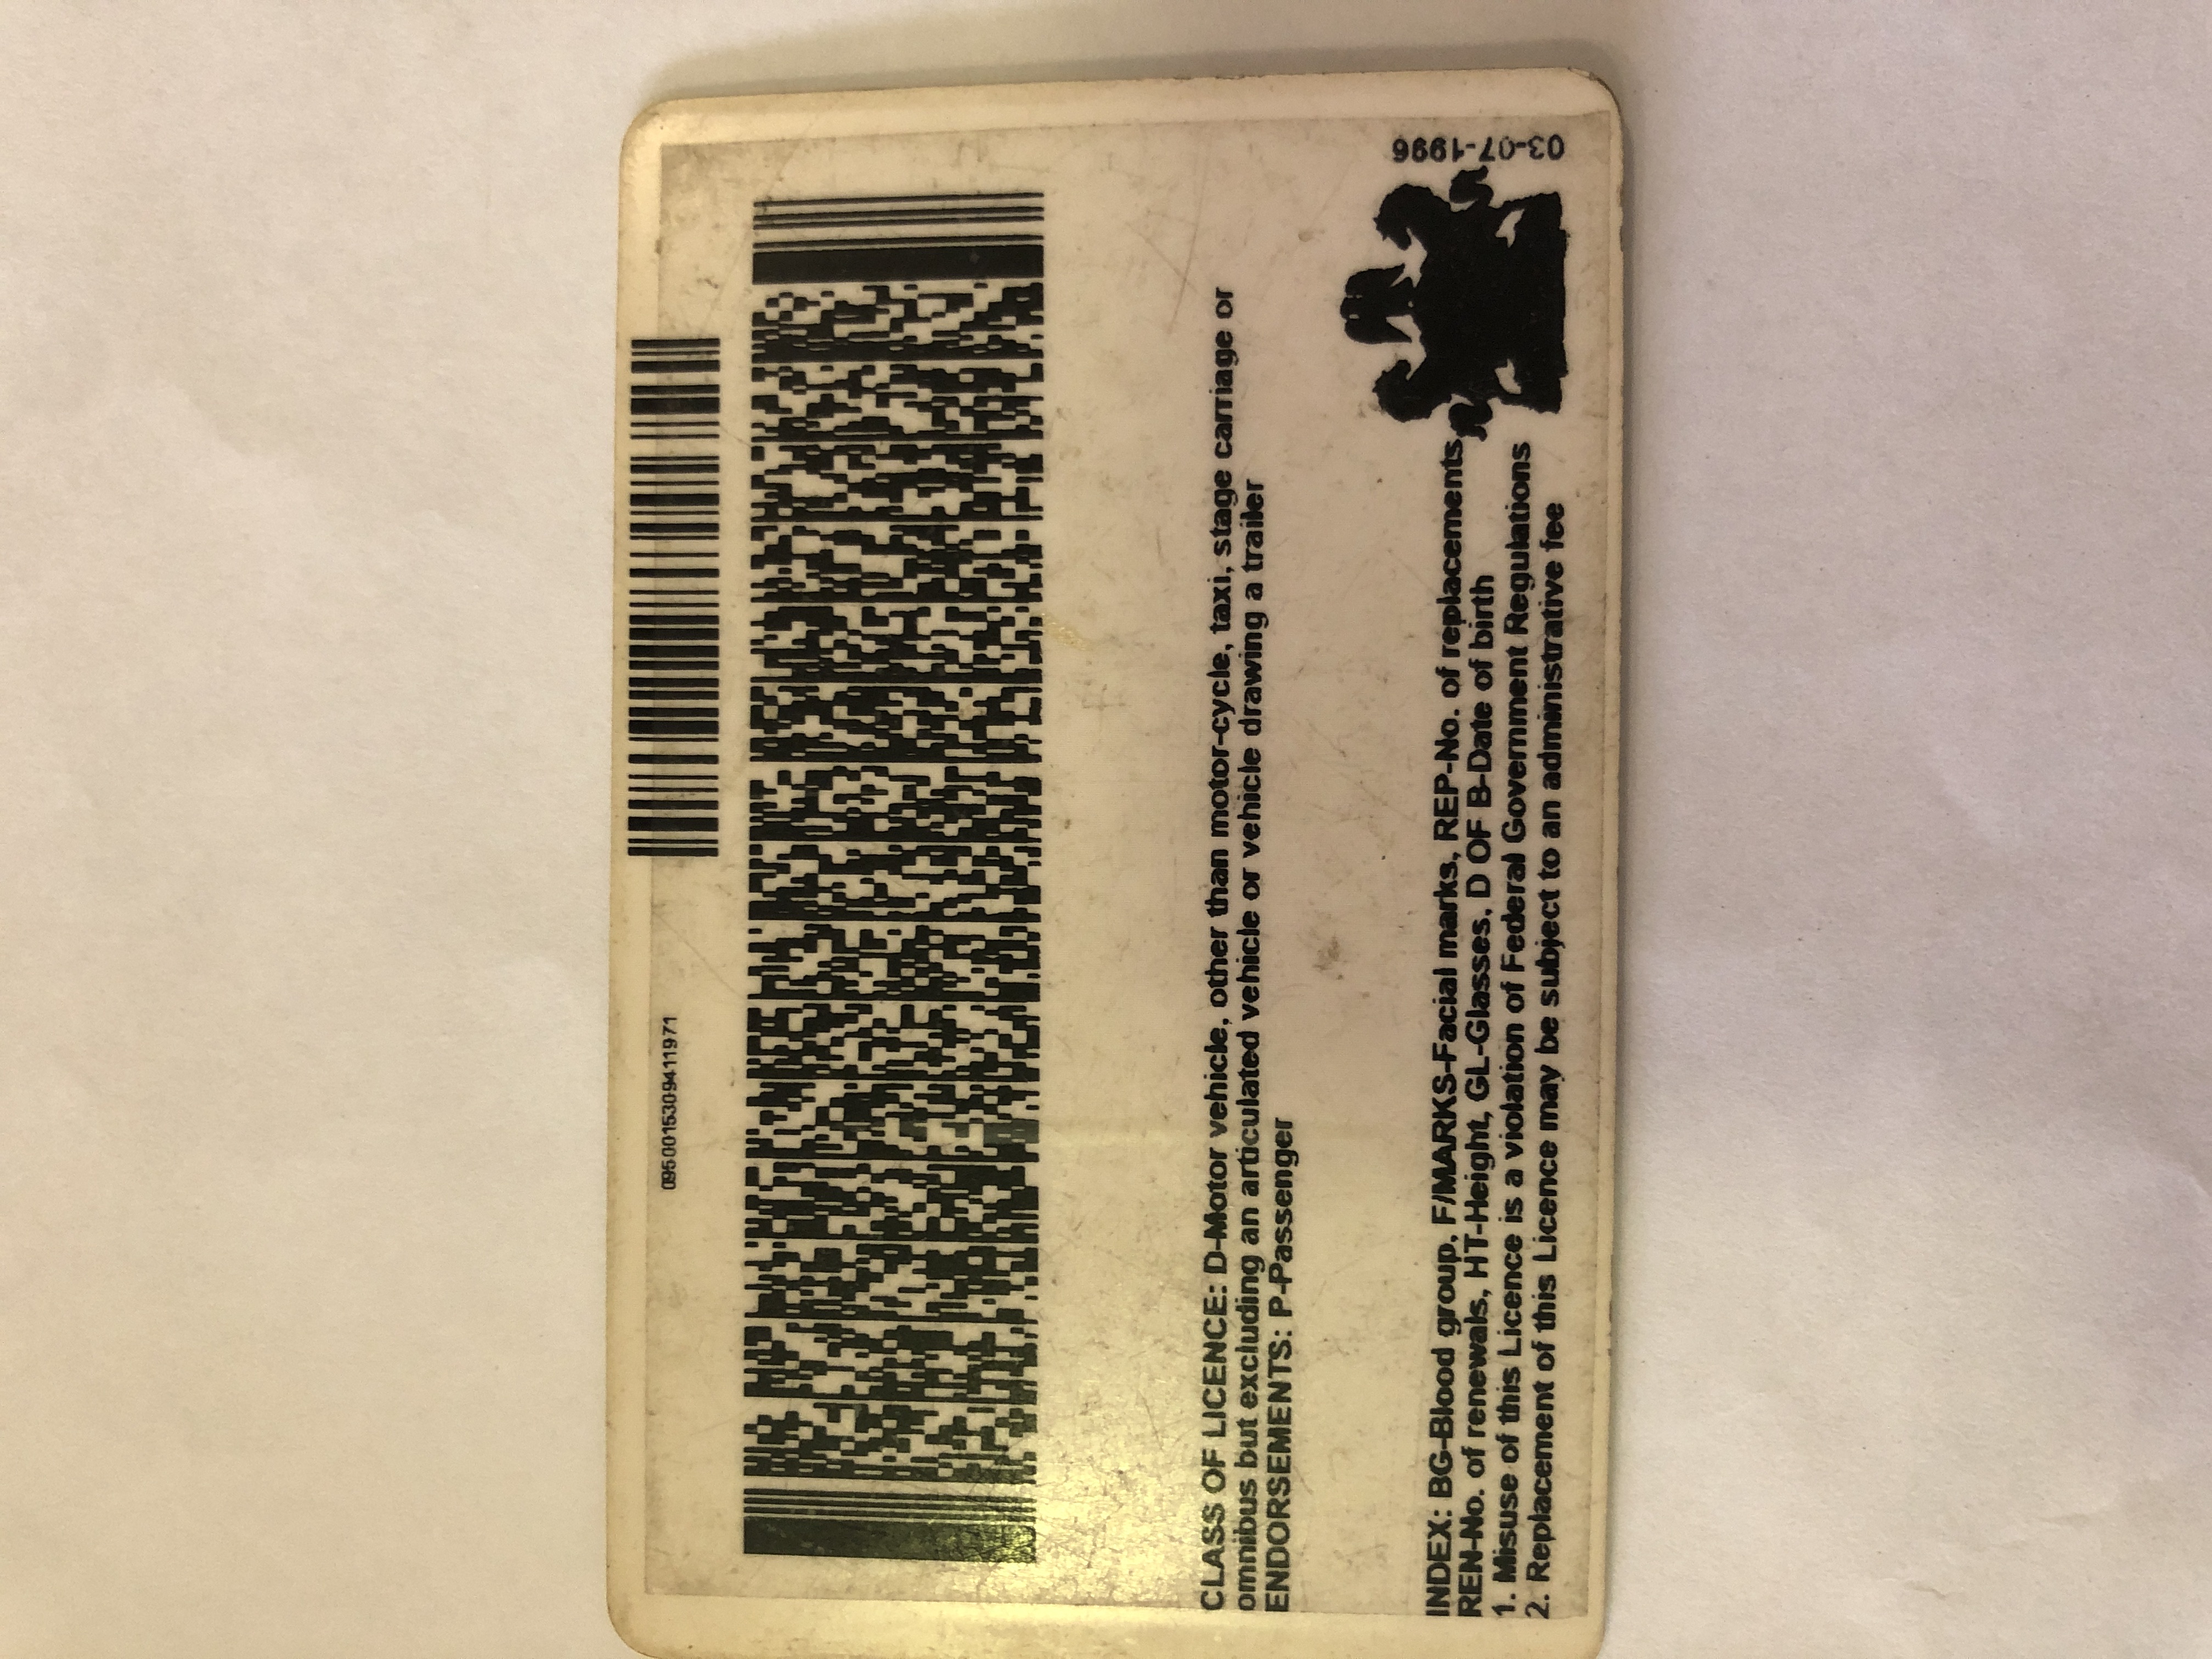 095001530941 1971
CLASS OF LICENCE: D-Motor vehicle, other than motor-cycle, taxi, stage carriage or
omnibus but excluding an articulated vehicle or vehicle drawing a trailer
ENDORSEMENTS: P-Passenger
INDEX: BG-Blood group, F/MARKS-Facial marks, REP-No. of replacements,
REN-No. of renewals, HT-Height, GL-Glasses, D OF B-Date of birth
1. Misuse of this Licence is a violation of Federal Government Regulations
2. Replacement of this Licence may be subject to an administrative fee
03-07-1996